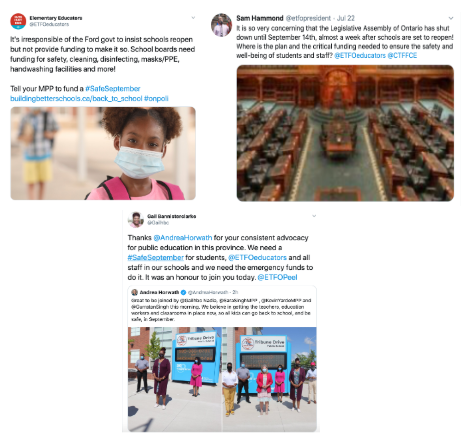 Elementary Educators
@ETFOeducators
It's irresponsible of the Ford govt to insist schools reopen
but not provide funding to make it so. School boards need
funding for safety, cleaning, disinfecting, masks/PPE,
handwashing facilities and more!
Tell your MPP to fund a #SafeSeptember
buildingbetterschools.ca/back_to_school #onpoli
Sam Hammond @etfopresident · Jul 22
It is so very concerning that the Legislative Assembly of Ontario has shut
down until September 14th, almost a week after schools are set to reopen!
Where is the plan and the critical funding needed to ensure the safety and
well-being of students and staff? @ETFOeducators @CTFFCE
Gail Bannisterclarke
Thanks @AndreaHorwath for your consistent advocacy
for public education in this province. We need a
#SafeSeptember for students, @ETFOeducators and all
staff in our schools and we need the emergency funds to
do it. It was an honour to join you today. @ETFOPeel
Andrea Horwath @AndreaHorwath
Great to be joined by
and
this morning. We believe in getting the teachers, education
workers and classrooms in place now, so all kids can go back to school, and be
safe, in September.
Tribune Drive
Tribune Drive